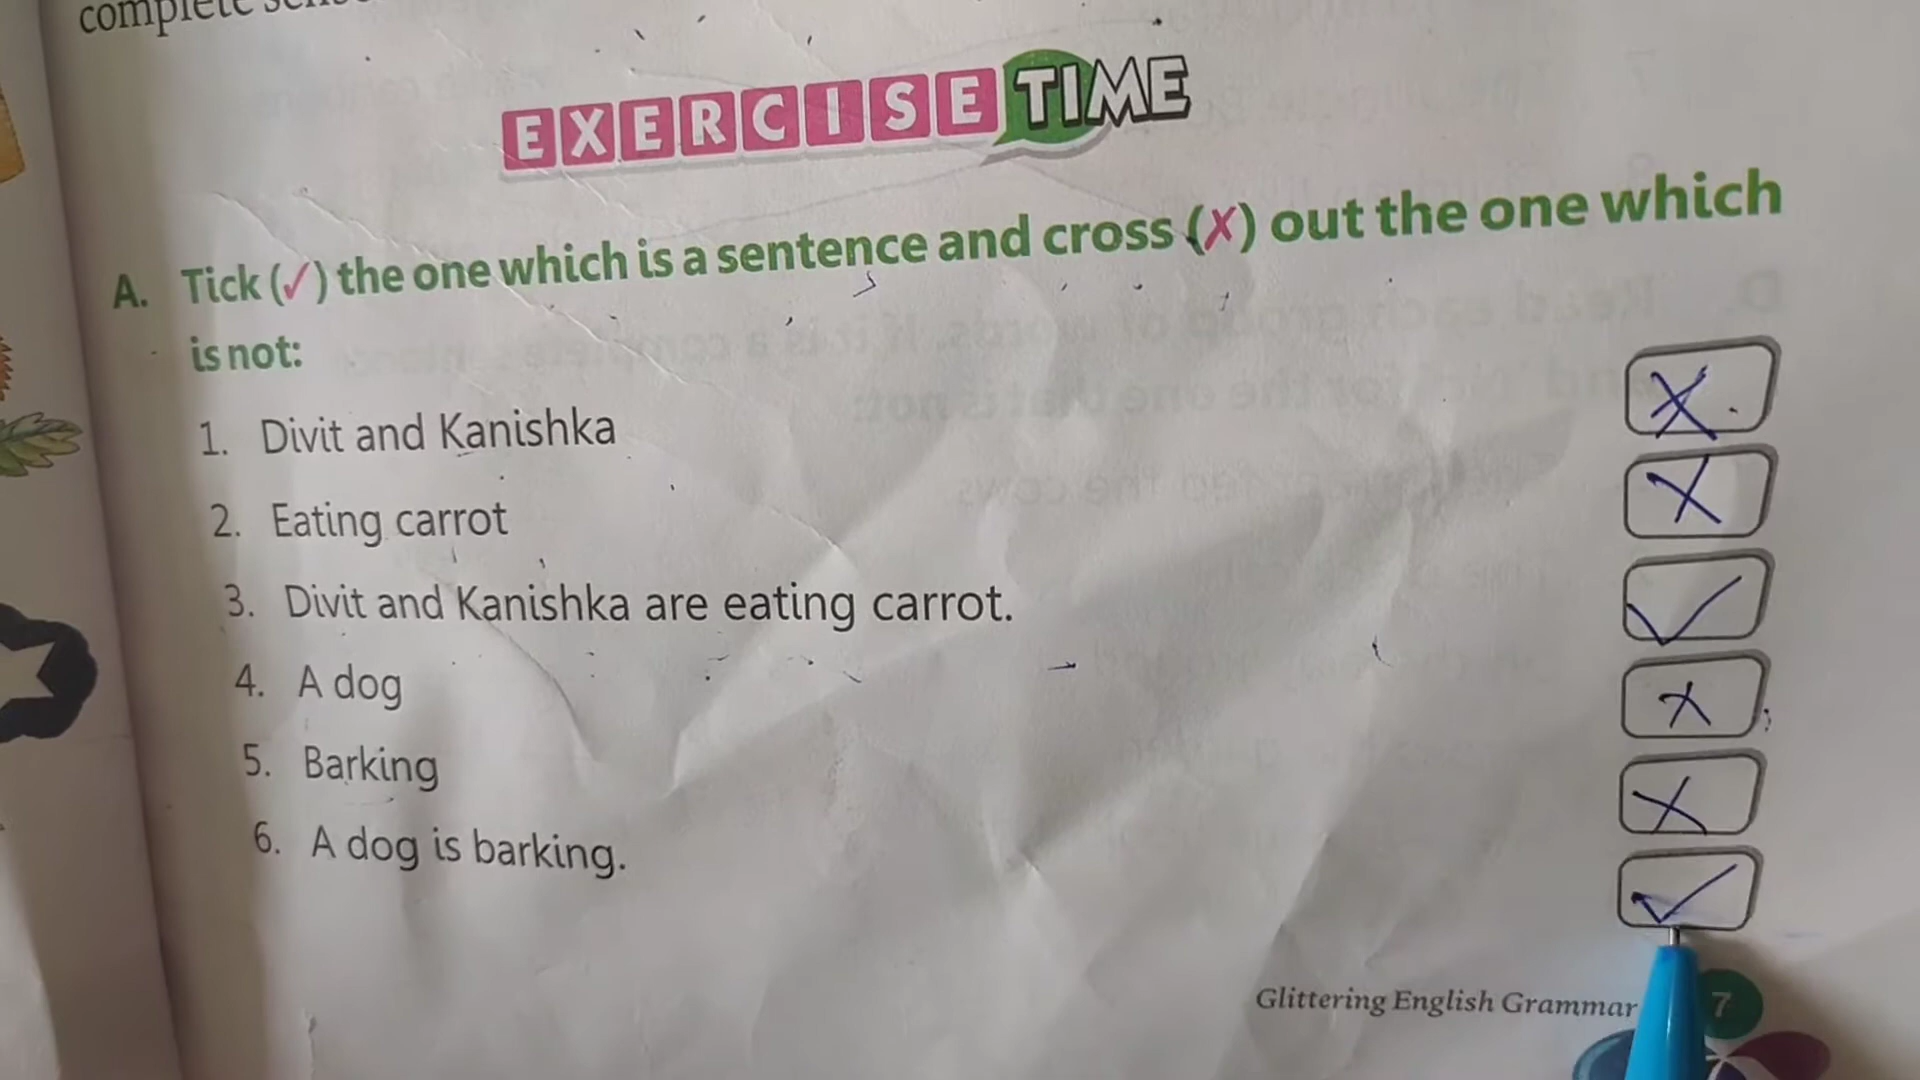 complete
EXERCISE TIME
A. Tick (✓) the one which is a sentence and cross (✗) out the one which
is not:
1. Divit and Kanishka ✗
2. Eating carrot ✗
3. Divit and Kanishka are eating carrot. ✓
4. A dog ✗
5. Barking ✗
6. A dog is barking. ✓
Glittering English Grammar 7